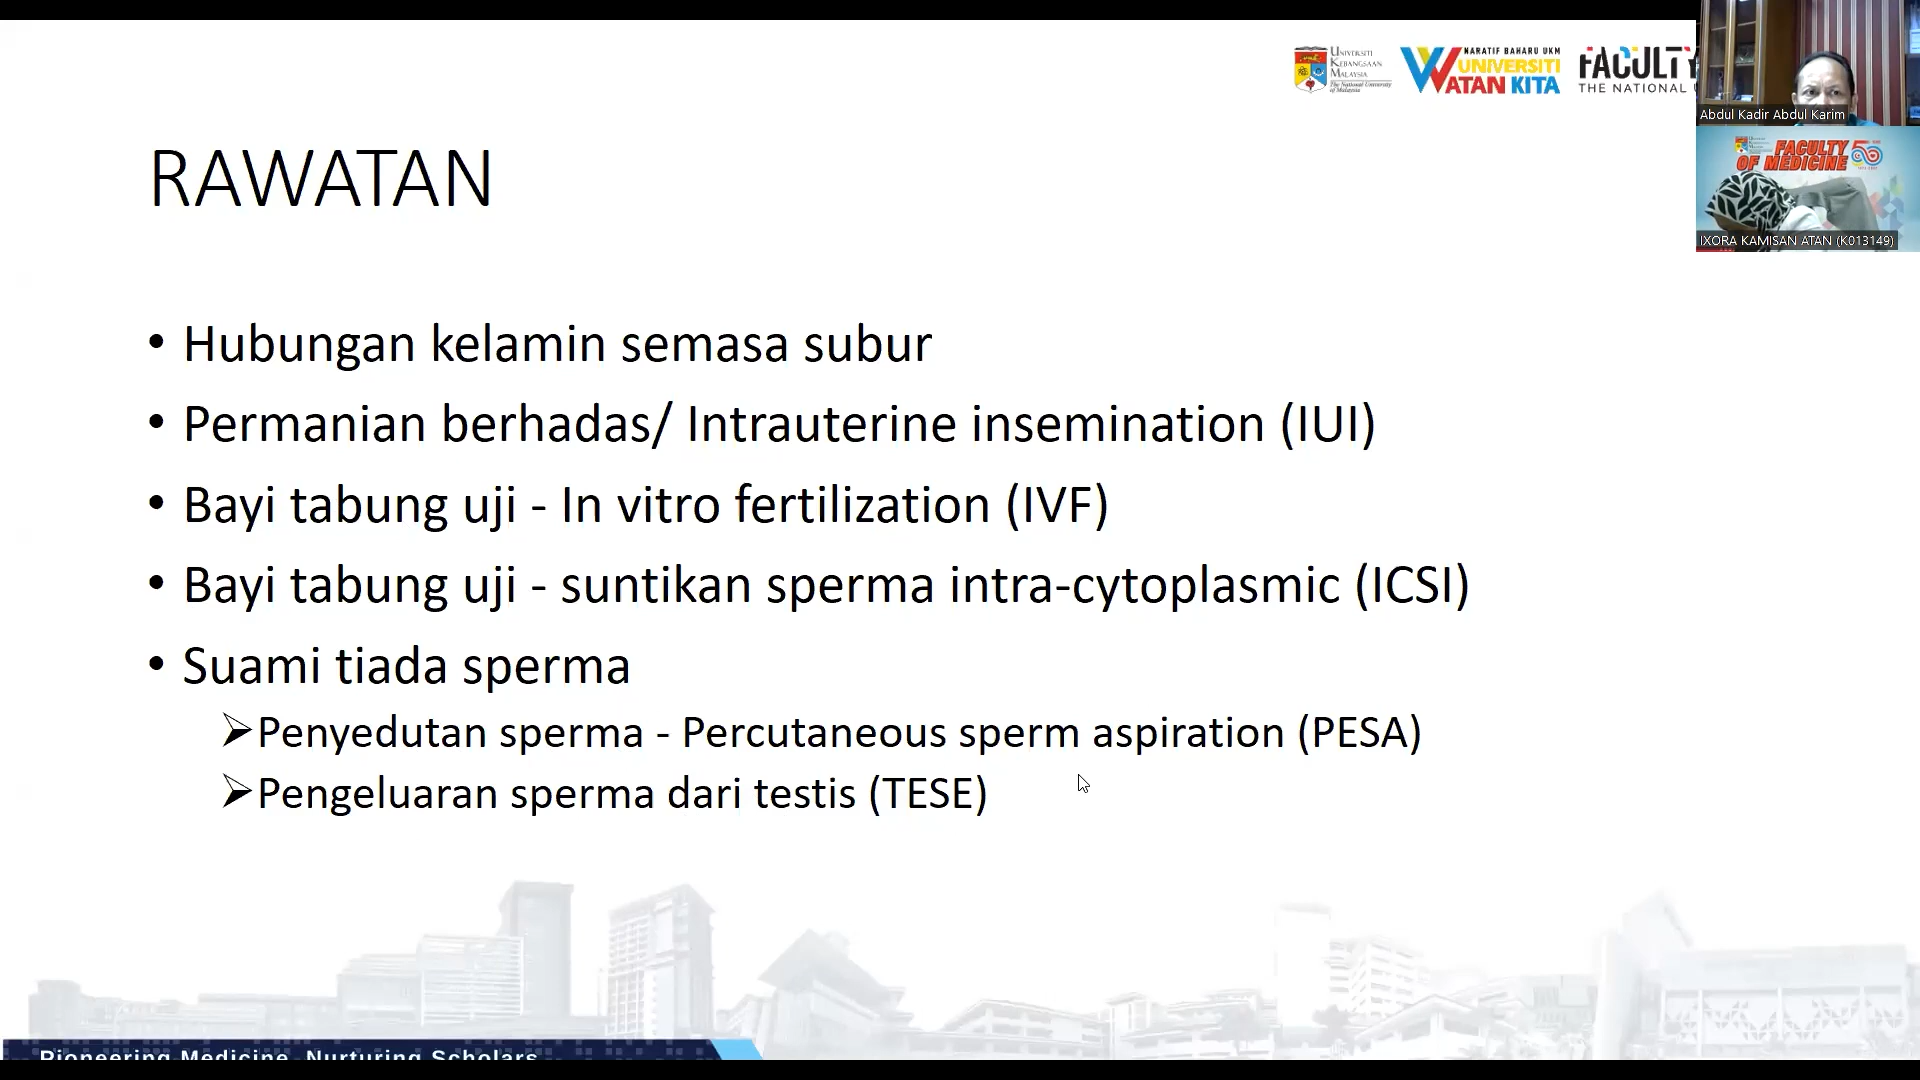 UNIVERSITI
KEBANGSAAN
MALAYSIA
The National University
of Malaysia
NARATIF BAHARU UKM
UNIVERSITI
WATAN KITA
FACULTY
THE NATIONAL
Abdul Kadir Abdul Karim
FACULTY
OF MEDICINE
50
IXORA KAMISAN ATAN (K013149)
RAWATAN
• Hubungan kelamin semasa subur
• Permanian berhadas/ Intrauterine insemination (IUI)
• Bayi tabung uji - In vitro fertilization (IVF)
• Bayi tabung uji - suntikan sperma intra-cytoplasmic (ICSI)
• Suami tiada sperma
➢Penyedutan sperma - Percutaneous sperm aspiration (PESA)
➢Pengeluaran sperma dari testis (TESE)
Pioneering Medicine, Nurturing Scholars